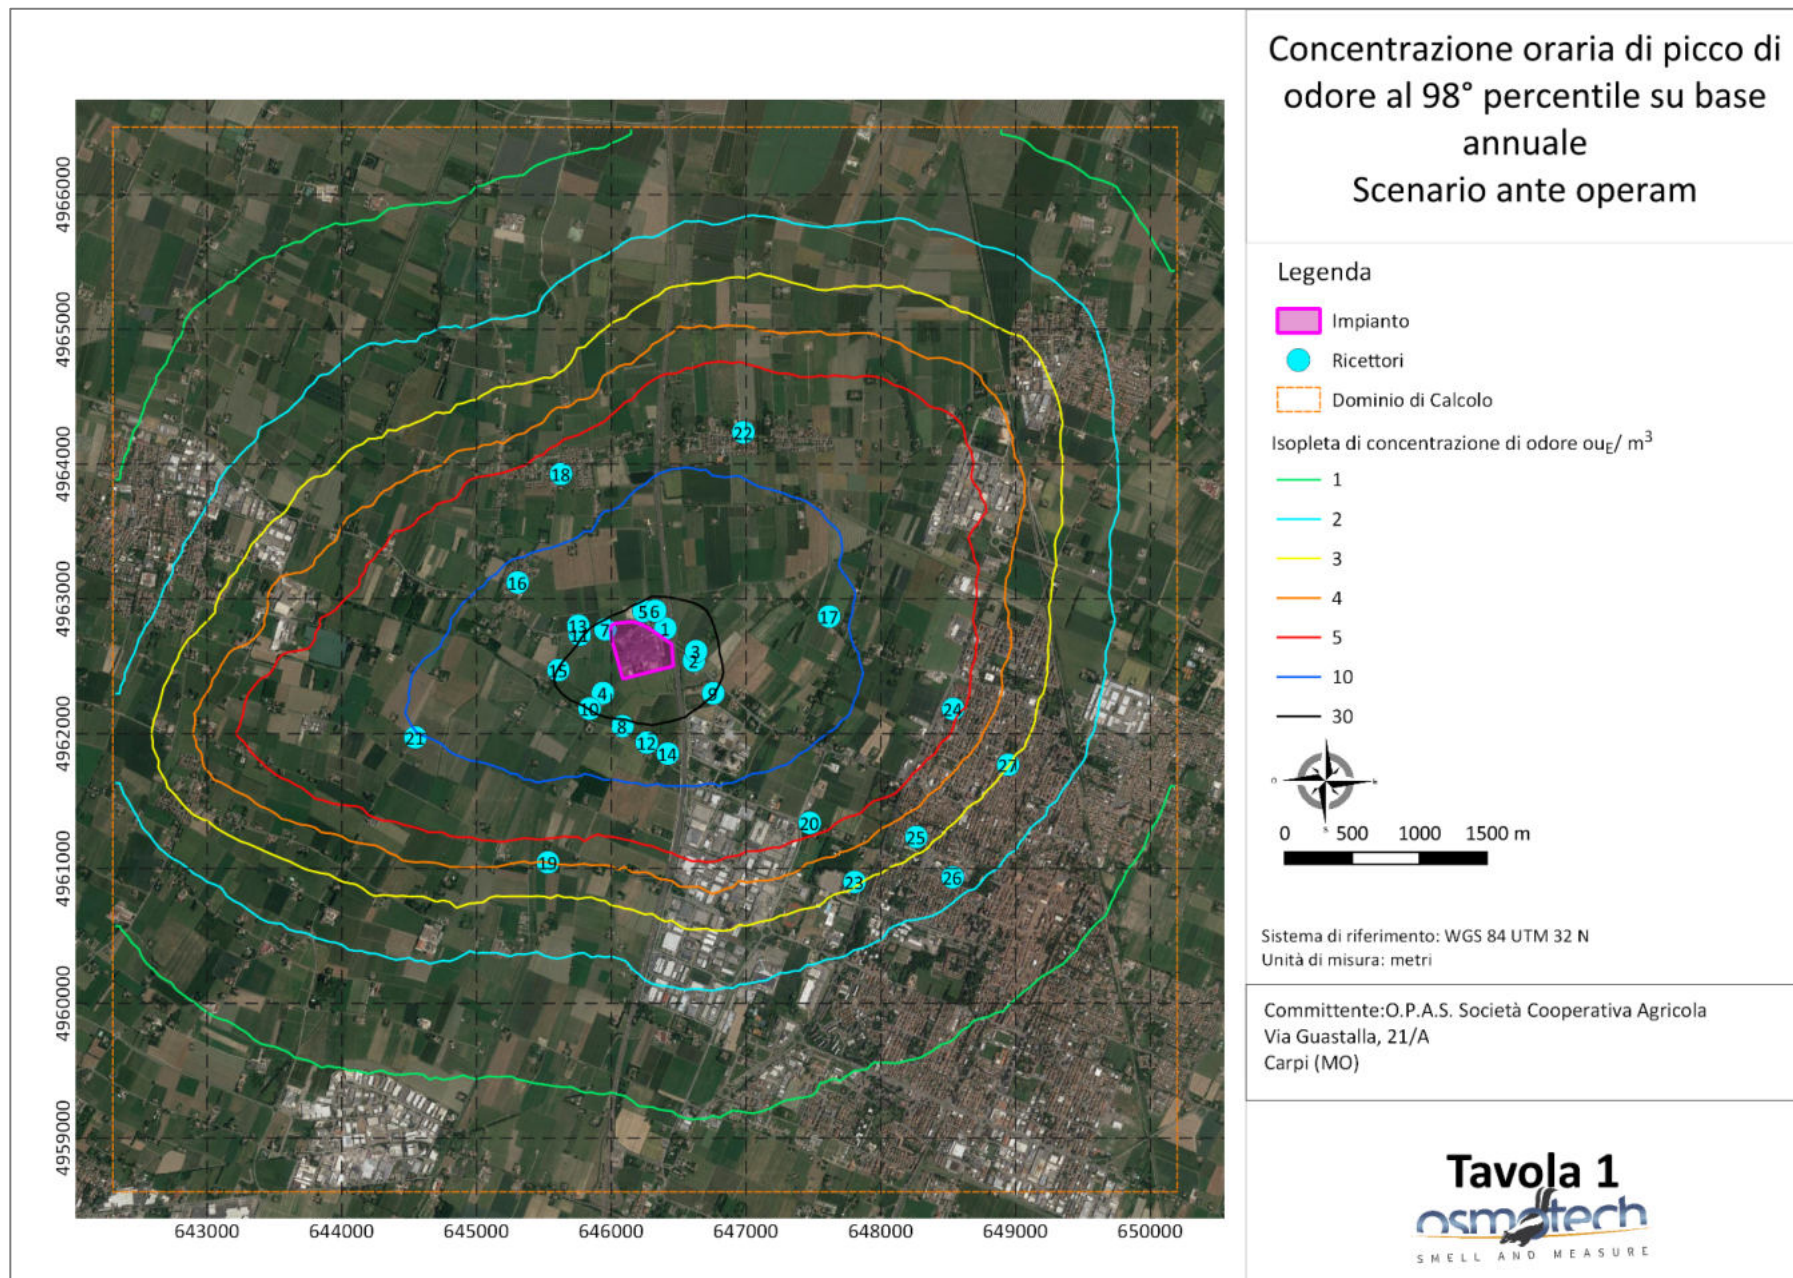 Concentrazione oraria di picco di
odore al 98° percentile su base
annuale
Scenario ante operam
Legenda
Impianto
Ricettori
Dominio di Calcolo
Isopleta di concentrazione di odore ouE/ m³
1
2
3
4
5
10
30
0 500 1000 1500 m
Sistema di riferimento: WGS 84 UTM 32 N
Unità di misura: metri
Committente:O.P.A.S. Società Cooperativa Agricola
Via Guastalla, 21/A
Carpi (MO)
Tavola 1
osmotech
SMELL AND MEASURE
4966000
4965000
4964000
4963000
4962000
4961000
4960000
4959000
643000 644000 645000 646000 647000 648000 649000 650000
22
18
16
5 6
13
11
7
1
17
3
2
15
4
9
10
24
8
21
12
14
27
20
25
19
23
26